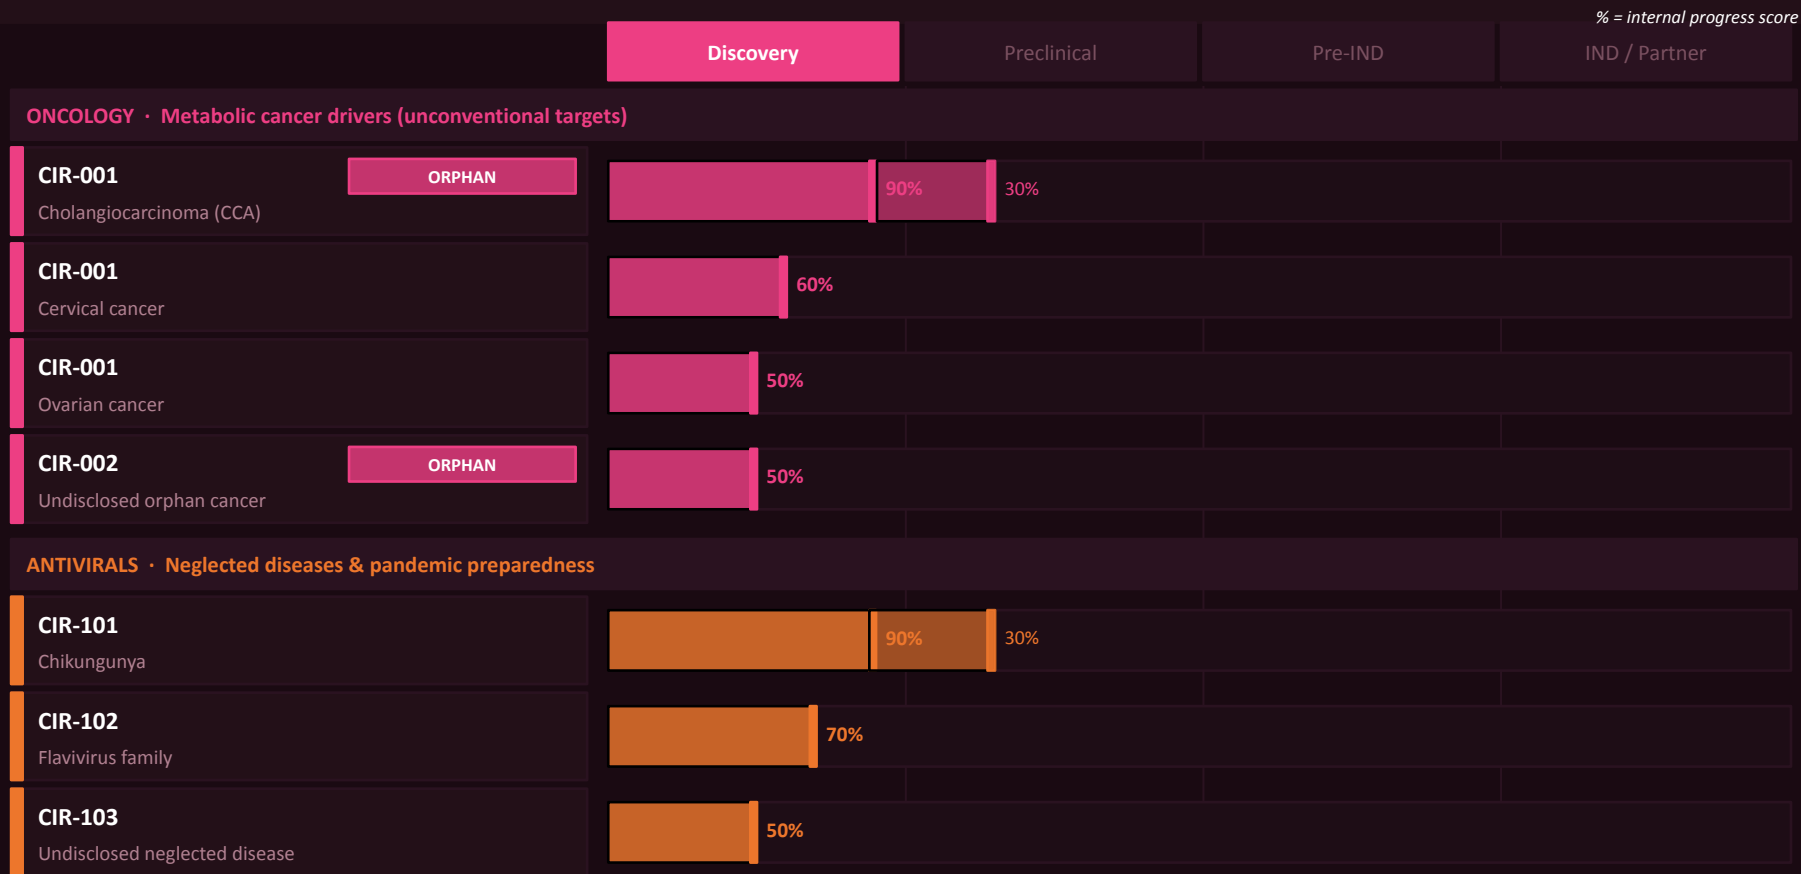 % = internal progress score
Discovery Preclinical Pre-IND IND / Partner
ONCOLOGY · Metabolic cancer drivers (unconventional targets)
CIR-001 ORPHAN
Cholangiocarcinoma (CCA)
90% 30%
CIR-001
Cervical cancer
60%
CIR-001
Ovarian cancer
50%
CIR-002 ORPHAN
Undisclosed orphan cancer
50%
ANTIVIRALS · Neglected diseases & pandemic preparedness
CIR-101
Chikungunya
90% 30%
CIR-102
Flavivirus family
70%
CIR-103
Undisclosed neglected disease
50%